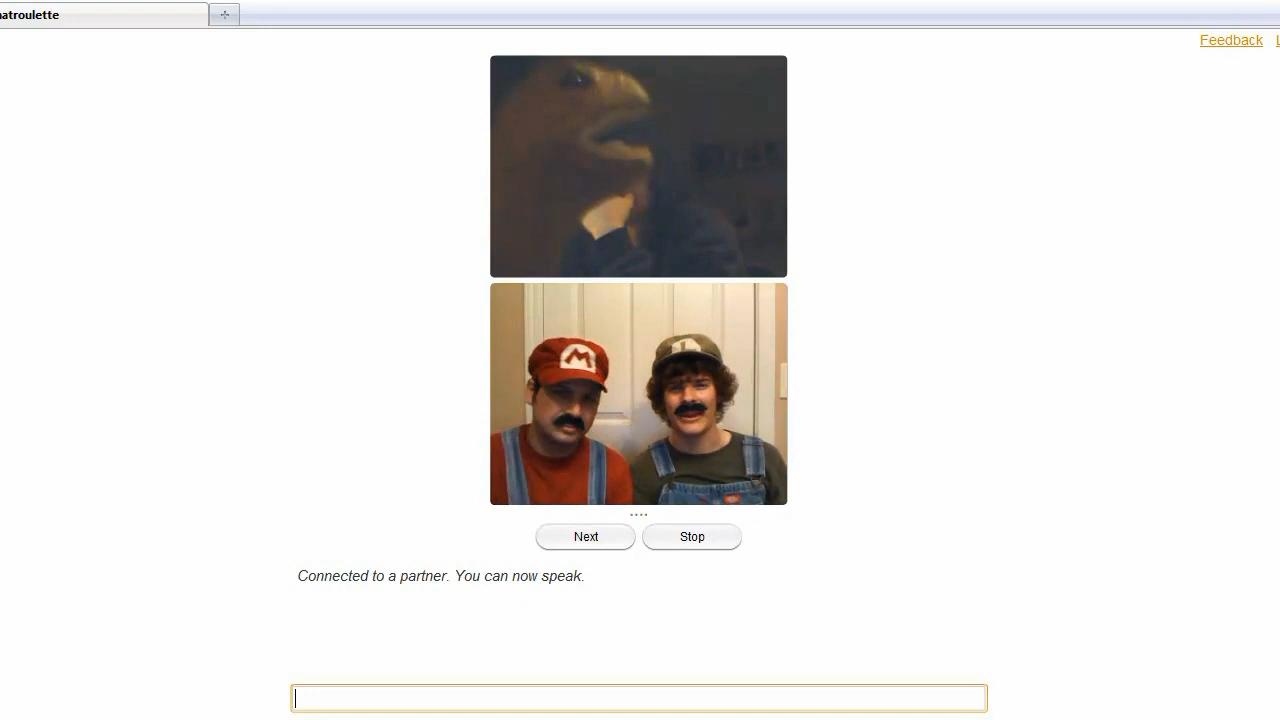 atroulette
Feedback
M
L
....
Next
Stop
Connected to a partner. You can now speak.